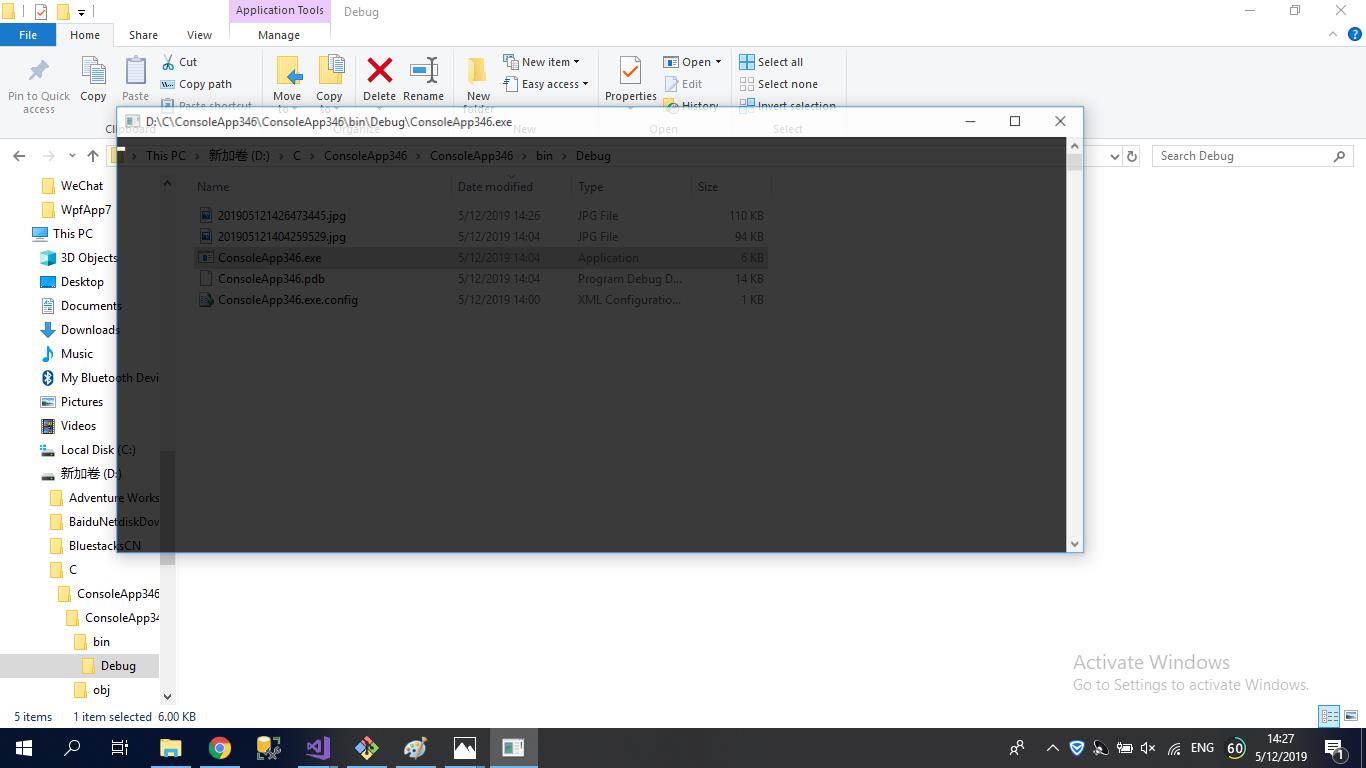 Application Tools Debug
File Home Share View Manage
Cut New item Open Select all
Copy path Easy access Edit Select none
Pin to Quick access Copy Paste Paste shortcut Move to Copy to Delete Rename New folder Properties History Invert selection
Clipboard Organize New Open Select
D:\C\ConsoleApp346\ConsoleApp346\bin\Debug\ConsoleApp346.exe
This PC 新加卷 (D:) C ConsoleApp346 ConsoleApp346 bin Debug Search Debug
Name Date modified Type Size
201905121426473445.jpg 5/12/2019 14:26 JPG File 110 KB
201905121404259529.jpg 5/12/2019 14:04 JPG File 94 KB
ConsoleApp346.exe 5/12/2019 14:04 Application 6 KB
ConsoleApp346.pdb 5/12/2019 14:04 Program Debug D... 14 KB
ConsoleApp346.exe.config 5/12/2019 14:00 XML Configuratio... 1 KB
WeChat
WpfApp7
This PC
3D Objects
Desktop
Documents
Downloads
Music
My Bluetooth Devi
Pictures
Videos
Local Disk (C:)
新加卷 (D:)
Adventure Works
BaiduNetdiskDow
BluestacksCN
C
ConsoleApp346
ConsoleApp34
bin
Debug
obj
Activate Windows
Go to Settings to activate Windows.
5 items 1 item selected 6.00 KB
ENG 60 14:27
5/12/2019 1